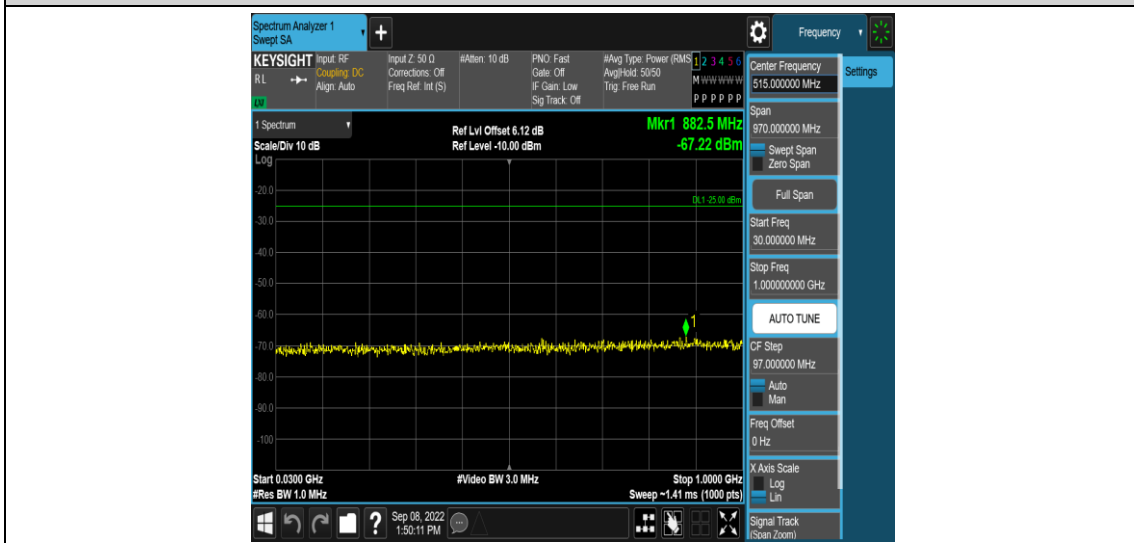 Spectrum Analyzer 1
Swept SA
+
Frequency
KEYSIGHT
RL
Input: RF
Coupling: DC
Align: Auto
Input Z: 50 Ω
Corrections: Off
Freq Ref: Int (S)
#Atten: 10 dB
PNO: Fast
Gate: Off
IF Gain: Low
Sig Track: Off
#Avg Type: Power (RMS
Avg|Hold: 50/50
Trig: Free Run
1 2 3 4 5 6
M W W W W W
P P P P P P
1 Spectrum
Scale/Div 10 dB
Ref Lvl Offset 6.12 dB
Ref Level -10.00 dBm
Mkr1 882.5 MHz
-67.22 dBm
Log
DL1 -25.00 dBm
-20.0
-30.0
-40.0
-50.0
-60.0
-70.0
-80.0
-90.0
-100
1
Start 0.0300 GHz
#Res BW 1.0 MHz
#Video BW 3.0 MHz
Stop 1.0000 GHz
Sweep ~1.41 ms (1000 pts)
?
Sep 08, 2022
1:50:11 PM
Center Frequency
515.000000 MHz
Settings
Span
970.000000 MHz
Swept Span
Zero Span
Full Span
Start Freq
30.000000 MHz
Stop Freq
1.000000000 GHz
AUTO TUNE
CF Step
97.000000 MHz
Auto
Man
Freq Offset
0 Hz
X Axis Scale
Log
Lin
Signal Track
(Span Zoom)